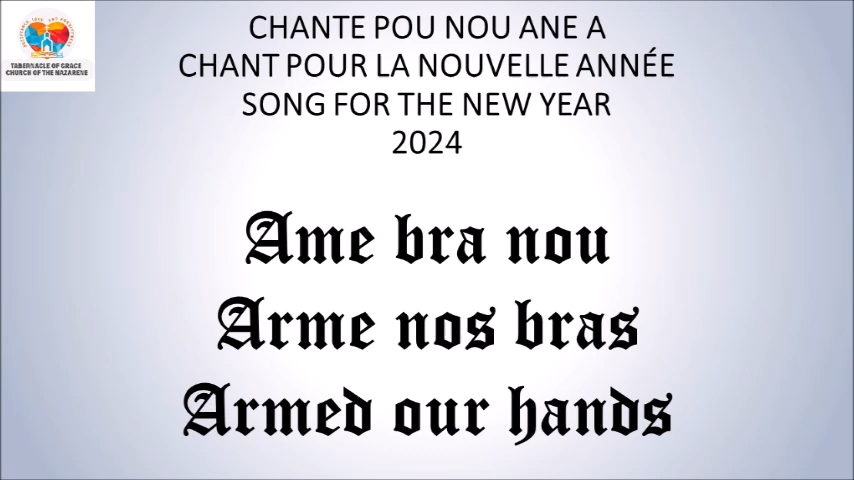 TABERNACLE OF GRACE
CHURCH OF THE NAZARENE
CHANTE POU NOU ANE A
CHANT POUR LA NOUVELLE ANNÉE
SONG FOR THE NEW YEAR
2024
Ame bra nou
Arme nos bras
Armed our hands